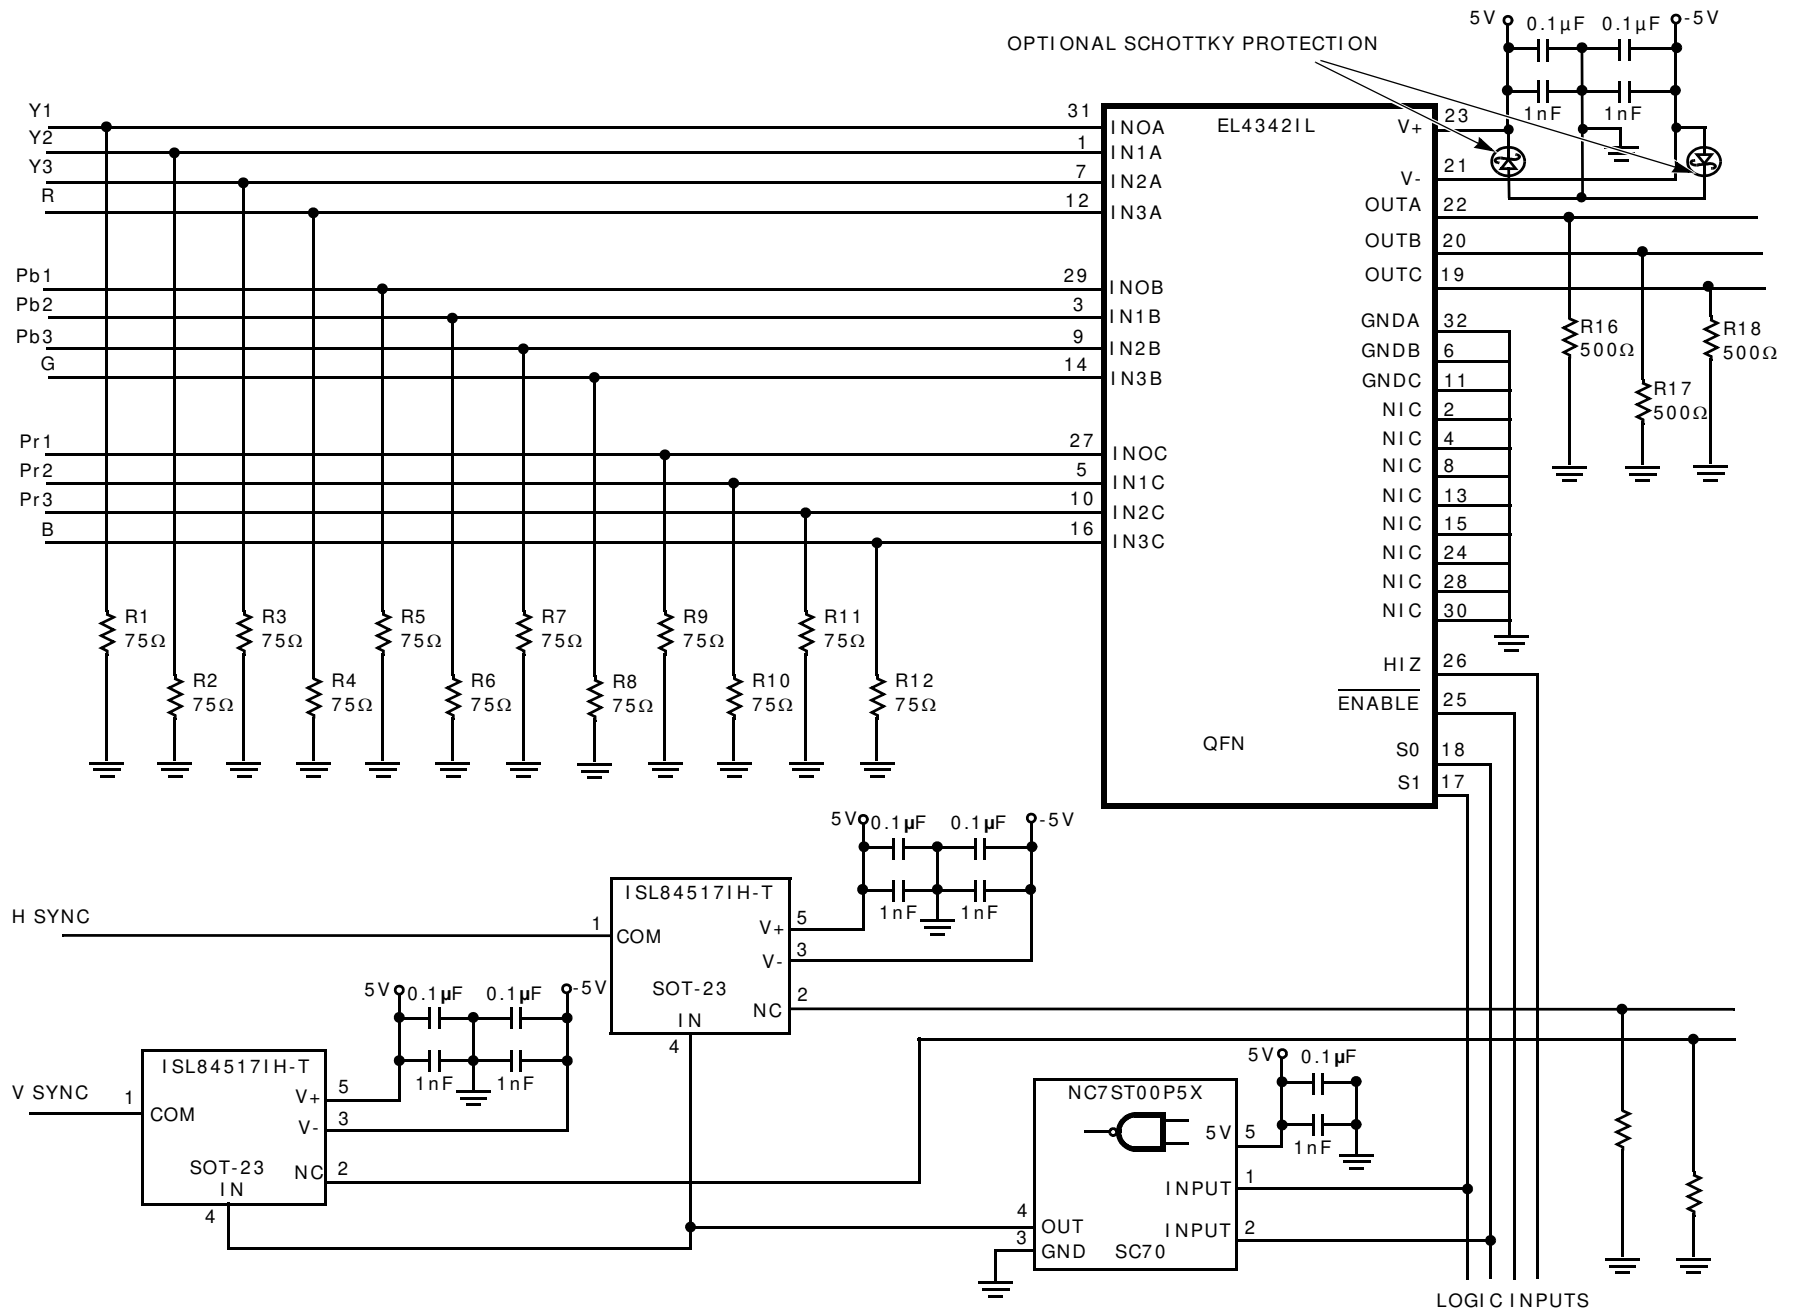 OPTIONAL SCHOTTKY PROTECTION
5V 0.1µF 0.1µF -5V
1nF 1nF
Y1
Y2
Y3
R
Pb1
Pb2
Pb3
G
Pr1
Pr2
Pr3
B
31
1
7
12
29
3
9
14
27
5
10
16
EL4342IL
QFN
IN0A
IN1A
IN2A
IN3A
IN0B
IN1B
IN2B
IN3B
IN0C
IN1C
IN2C
IN3C
V+ 23
V- 21
OUTA 22
OUTB 20
OUTC 19
GNDA 32
GNDB 6
GNDC 11
NIC 2
NIC 4
NIC 8
NIC 13
NIC 15
NIC 24
NIC 28
NIC 30
HIZ 26
ENABLE 25
S0 18
S1 17
R16
500Ω
R17
500Ω
R18
500Ω
R1
75Ω
R2
75Ω
R3
75Ω
R4
75Ω
R5
75Ω
R6
75Ω
R7
75Ω
R8
75Ω
R9
75Ω
R10
75Ω
R11
75Ω
R12
75Ω
5V 0.1µF 0.1µF -5V
1nF 1nF
H SYNC
1
ISL84517IH-T
COM
V+ 5
V- 3
SOT-23
NC 2
IN
4
5V 0.1µF 0.1µF -5V
1nF 1nF
V SYNC
1
ISL84517IH-T
COM
V+ 5
V- 3
SOT-23
NC 2
IN
4
5V 0.1µF
1nF
NC7ST00P5X
5V 5
INPUT 1
INPUT 2
4 OUT
3 GND
SC70
LOGIC INPUTS